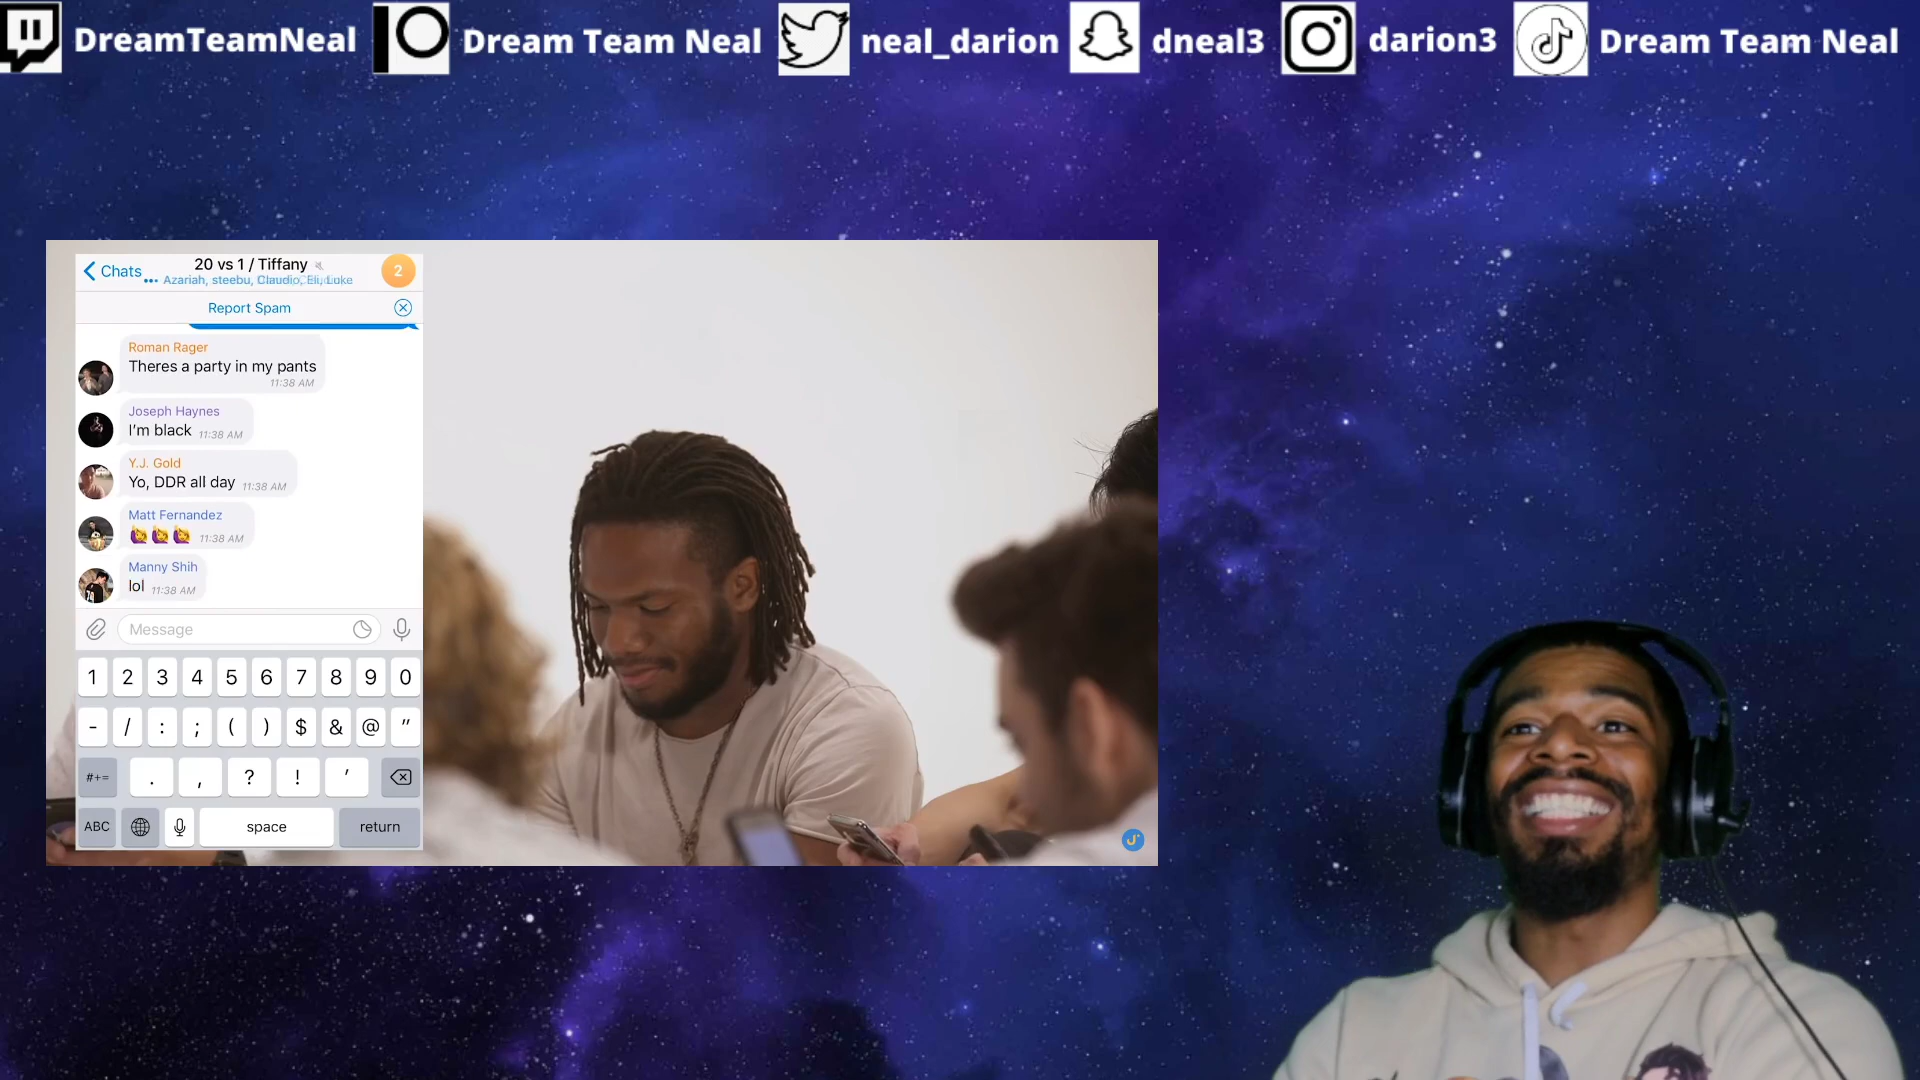 DreamTeamNeal
Dream Team Neal
neal_darion
dneal3
darion3
Dream Team Neal
Chats
20 vs 1 / Tiffany
2
Azariah, steebu,
Report Spam
Roman Rager
Theres a party in my pants
11:38 AM
Joseph Haynes
I'm black 11:38 AM
Y.J. Gold
Yo, DDR all day 11:38 AM
Matt Fernandez
🙋‍♀️🙋‍♀️🙋‍♀️ 11:38 AM
Manny Shih
lol 11:38 AM
Message
1 2 3 4 5 6 7 8 9 0
- / : ; ( ) $ & @ "
#+= . , ? ! '
ABC space return